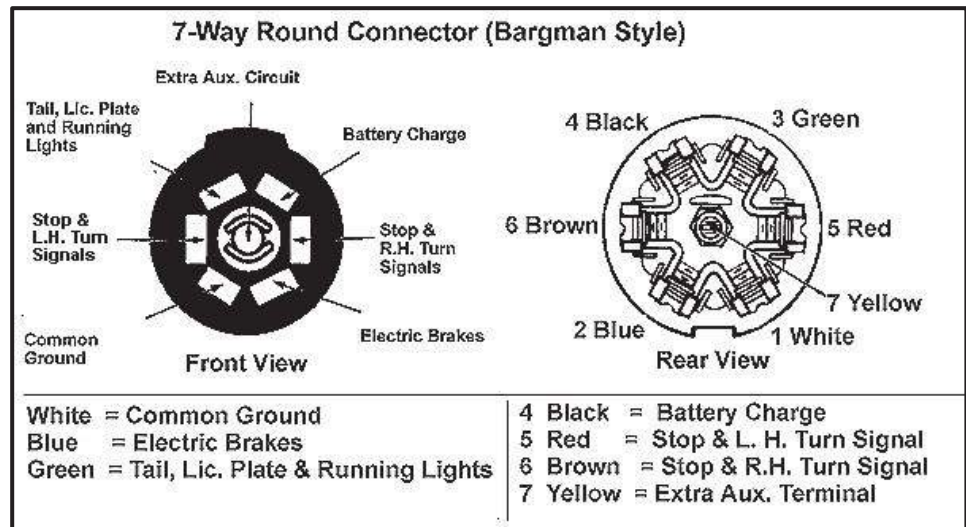 7-Way Round Connector (Bargman Style)
Extra Aux. Circuit
Tail, Lic. Plate
and Running
Lights
Battery Charge
Stop &
L.H. Turn
Signals
Stop &
R.H. Turn
Signals
Common
Ground
Electric Brakes
Front View
4 Black
3 Green
6 Brown
5 Red
7 Yellow
2 Blue
1 White
Rear View
White = Common Ground
Blue = Electric Brakes
Green = Tail, Lic. Plate & Running Lights
4 Black = Battery Charge
5 Red = Stop & L. H. Turn Signal
6 Brown = Stop & R.H. Turn Signal
7 Yellow = Extra Aux. Terminal